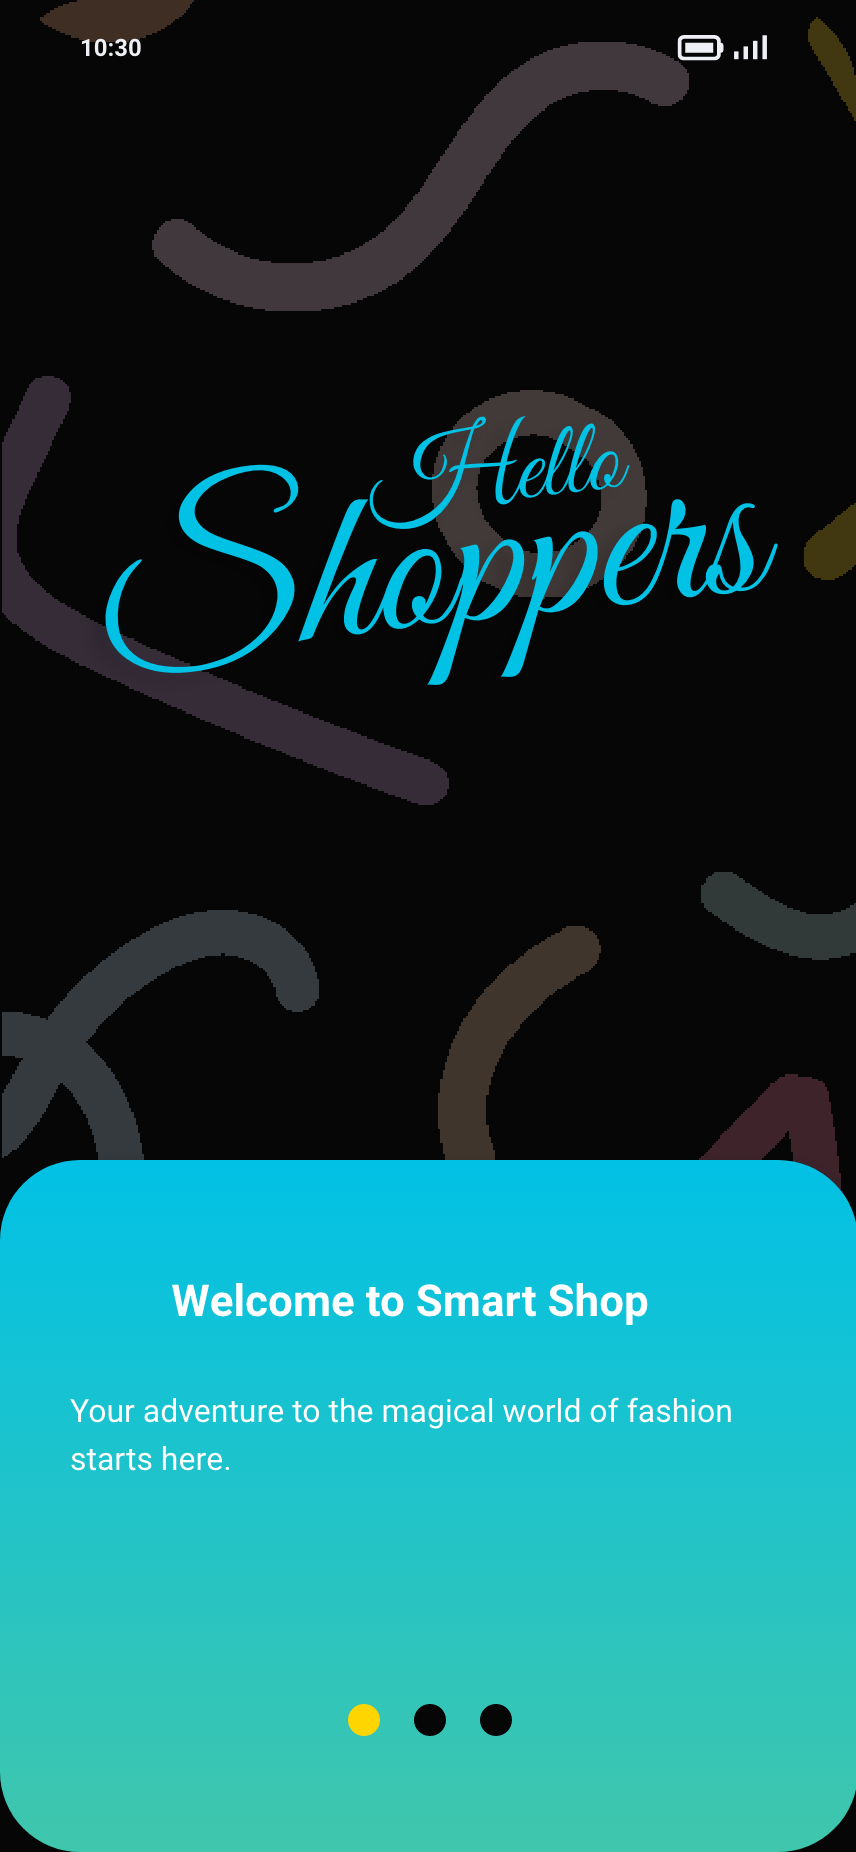 10:30
Hello
Shoppers
Welcome to Smart Shop
Your adventure to the magical world of fashion
starts here.